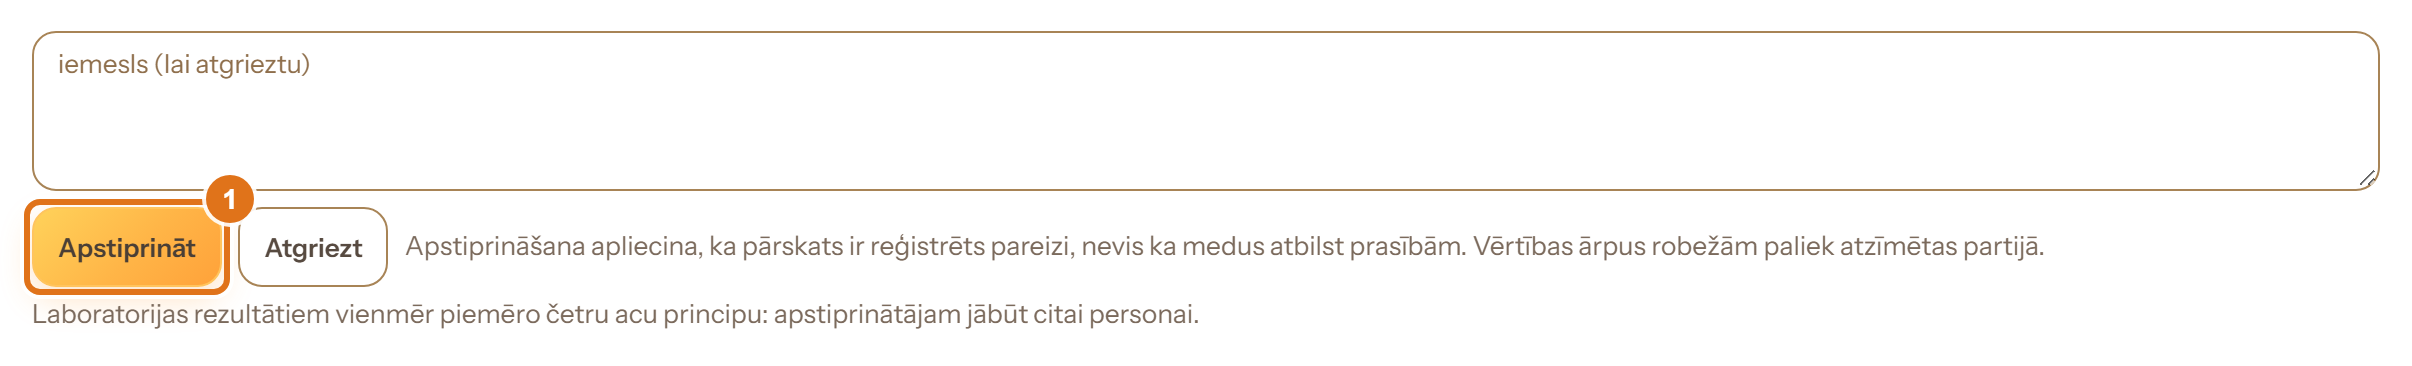 iemesls (lai atgrieztu)
1
Apstiprināt Atgriezt Apstiprināšana apliecina, ka pārskats ir reģistrēts pareizi, nevis ka medus atbilst prasībām. Vērtības ārpus robežām paliek atzīmētas partijā.
Laboratorijas rezultātiem vienmēr piemēro četru acu principu: apstiprinātājam jābūt citai personai.